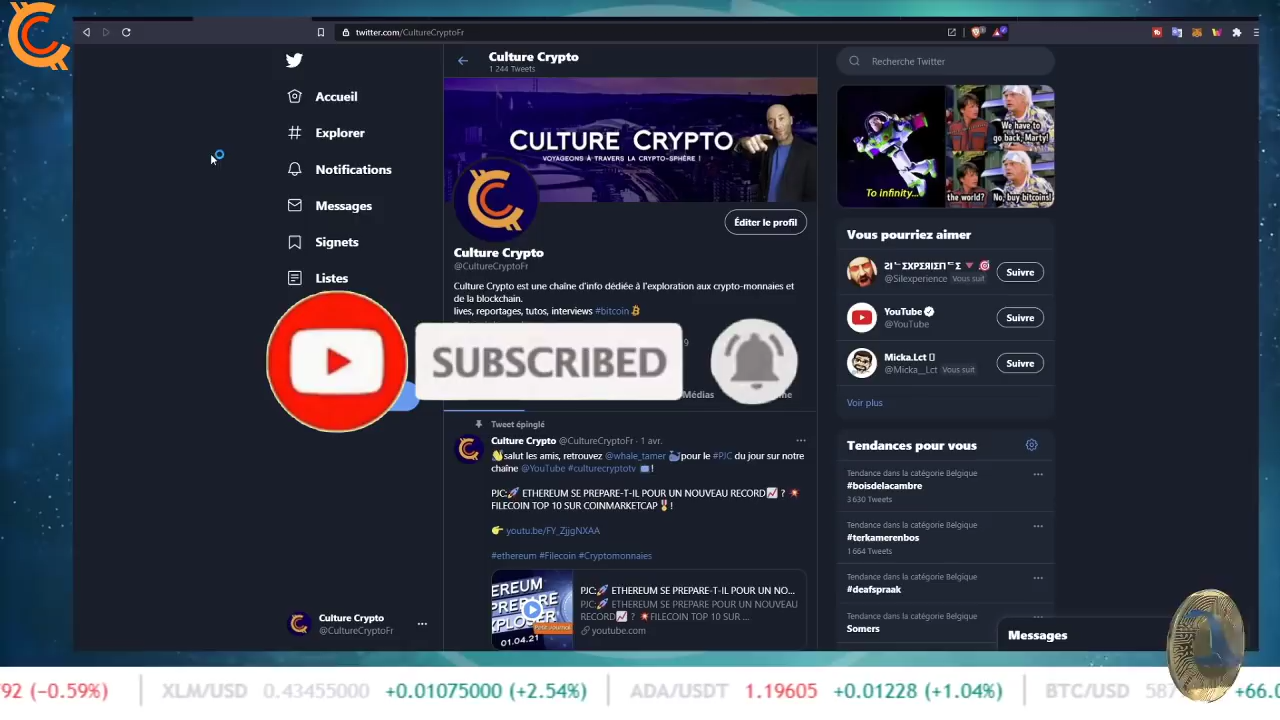 twitter.com/CultureCryptoFr
Culture Crypto
1 244 Tweets
Accueil
Explorer
Notifications
Messages
Signets
Listes
CULTURE CRYPTO
VOYAGEONS À TRAVERS LA CRYPTO-SPHÈRE !
Éditer le profil
Culture Crypto
@CultureCryptoFr
Culture Crypto est une chaîne d'info dédiée à l'exploration aux crypto-monnaies et
de la blockchain.
lives, reportages, tutos, interviews #bitcoin
SUBSCRIBED
Médias
Tweet épinglé
Culture Crypto @CultureCryptoFr · 1 avr.
👋salut les amis, retrouvez @whale_tamer 🐳pour le #PJC du jour sur notre
chaîne @YouTube #culturecryptotv 📺!
PJC:🚀 ETHEREUM SE PREPARE-T-IL POUR UN NOUVEAU RECORD📈 ? 💥
FILECOIN TOP 10 SUR COINMARKETCAP🎖️!
👉 youtu.be/FY_ZjjgNXAA
#ethereum #Filecoin #Cryptomonnaies
PJC:🚀 ETHEREUM SE PREPARE-T-IL POUR UN NO...
PJC:🚀 ETHEREUM SE PREPARE POUR UN NOUVEAU
RECORD📈 ? 💥FILECOIN TOP 10 SUR ...
youtube.com
01.04.21
Culture Crypto
@CultureCryptoFr
Recherche Twitter
To infinity...
We have to
go back, Marty!
the world?
No, buy bitcoins!
Vous pourriez aimer
@Silexperience Vous suit
Suivre
YouTube
@YouTube
Suivre
Micka.Lct
@Micka__Lct Vous suit
Suivre
Voir plus
Tendances pour vous
Tendance dans la catégorie Belgique
#boisdelacambre
3 630 Tweets
Tendance dans la catégorie Belgique
#terkamerenbos
1 664 Tweets
Tendance dans la catégorie Belgique
#deafspraak
Tendance dans la catégorie Belgique
Somers
Messages
92 (−0.59%) XLM/USD 0.43455000 +0.01075000 (+2.54%) ADA/USDT 1.19605 +0.01228 (+1.04%) BTC/USD 587 +66.0